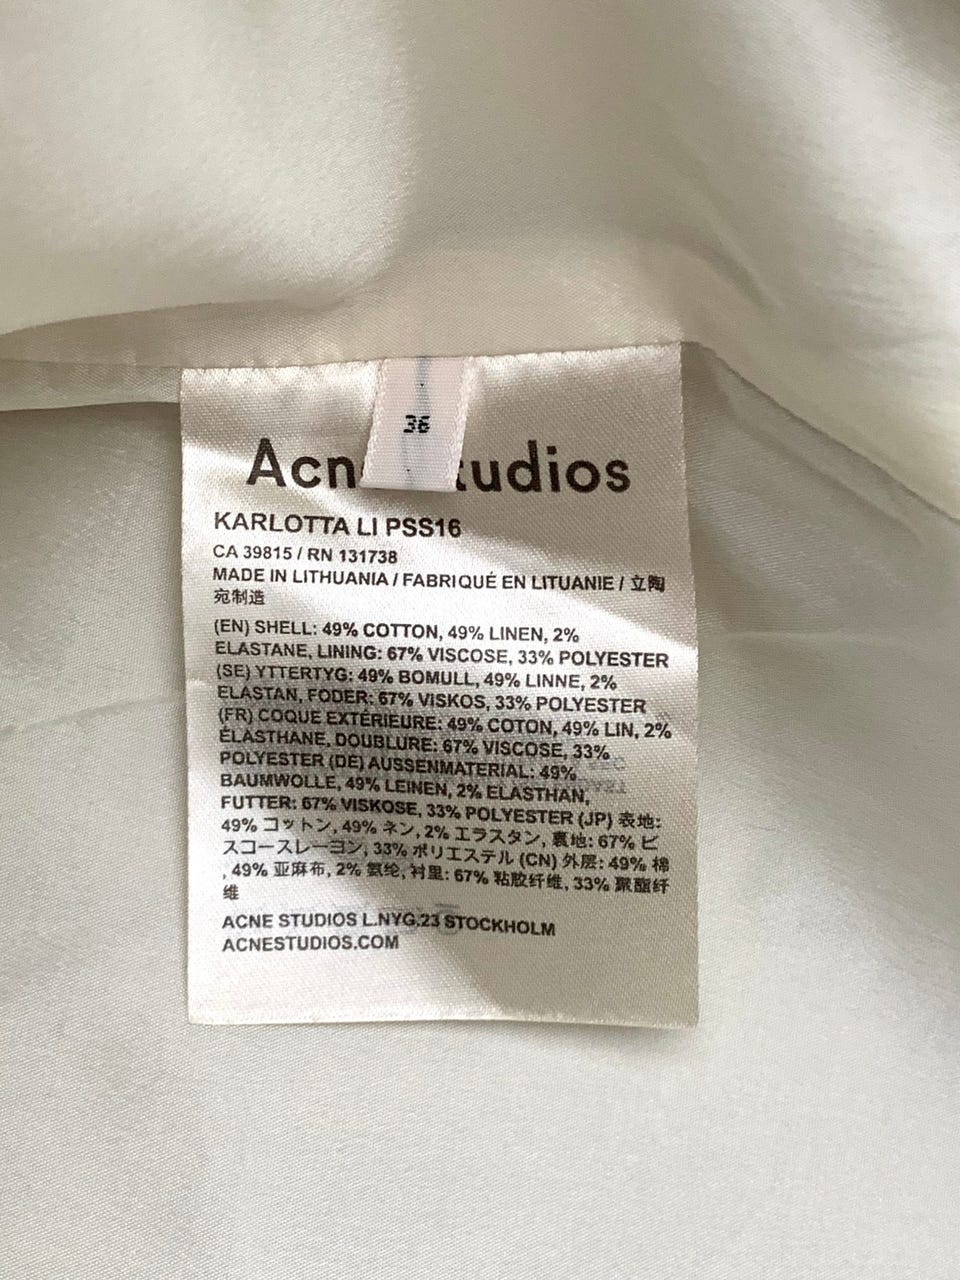 36
Acn tudios
KARLOTTA LI PSS16
CA 39815 / RN 131738
MADE IN LITHUANIA / FABRIQUÉ EN LITUANIE / 立陶
宛制造
(EN) SHELL: 49% COTTON, 49% LINEN, 2%
ELASTANE, LINING: 67% VISCOSE, 33% POLYESTER
(SE) YTTERTYG: 49% BOMULL, 49% LINNE, 2%
ELASTAN, FODER: 67% VISKOS, 33% POLYESTER
(FR) COQUE EXTÉRIEURE: 49% COTON, 49% LIN, 2%
ÉLASTHANE, DOUBLURE: 67% VISCOSE, 33%
POLYESTER (DE) AUSSENMATERIAL: 49%
BAUMWOLLE, 49% LEINEN, 2% ELASTHAN,
FUTTER: 67% VISKOSE, 33% POLYESTER (JP) 表地:
49% コットン, 49% ネン, 2% エラスタン, 裏地: 67% ビ
スコースレーヨン, 33% ポリエステル (CN) 外层: 49% 棉
, 49% 亚麻布, 2% 氨纶, 衬里: 67% 粘胶纤维, 33% 聚酯纤
维
ACNE STUDIOS L.NYG.23 STOCKHOLM
ACNESTUDIOS.COM